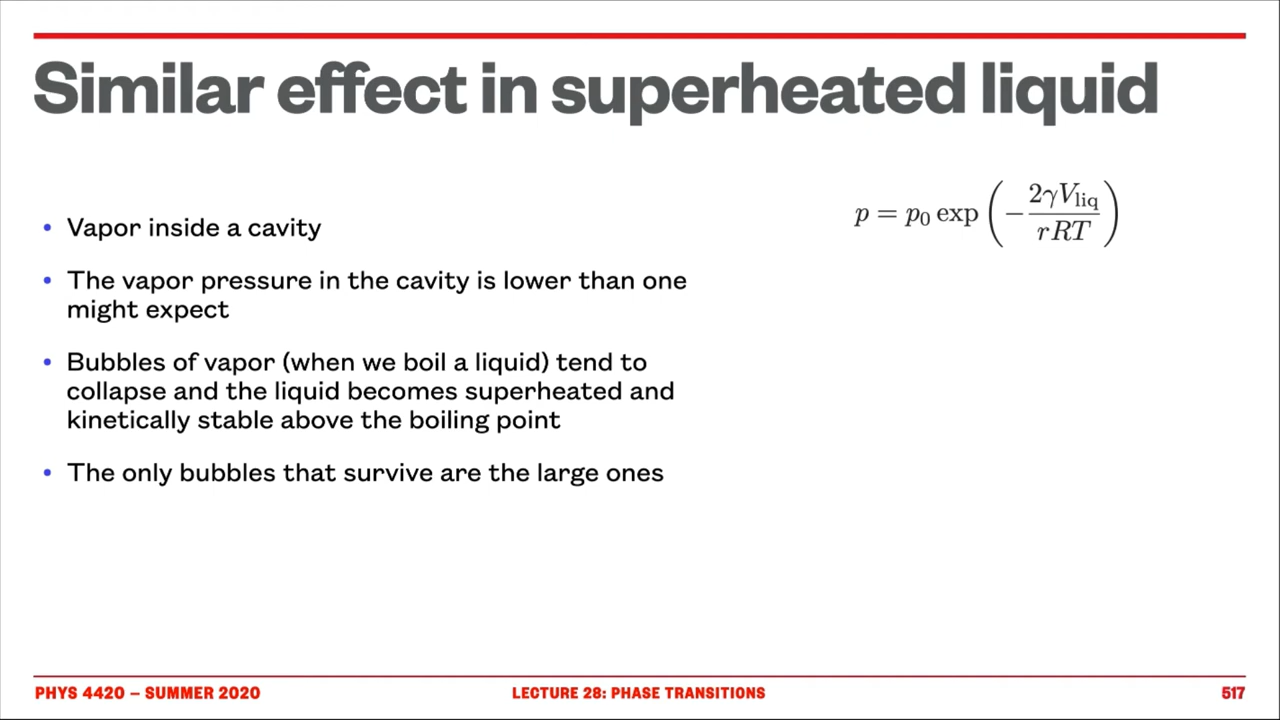 Similar effect in superheated liquid
• Vapor inside a cavity
• The vapor pressure in the cavity is lower than one
might expect
• Bubbles of vapor (when we boil a liquid) tend to
collapse and the liquid becomes superheated and
kinetically stable above the boiling point
• The only bubbles that survive are the large ones
p = p₀ exp (−2γV_liq / rRT)
PHYS 4420 – SUMMER 2020
LECTURE 28: PHASE TRANSITIONS
517